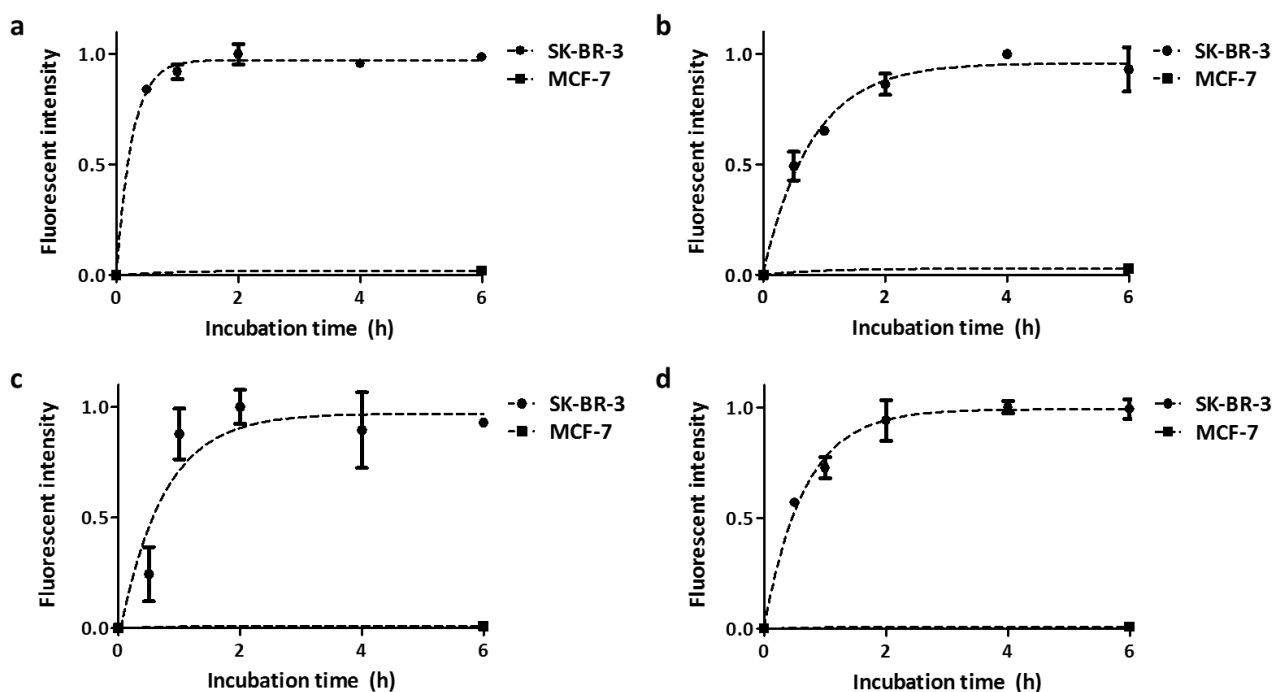 a
SK-BR-3
MCF-7
Fluorescent intensity
1.0
0.5
0.0
0 2 4 6
Incubation time (h)
b
SK-BR-3
MCF-7
Fluorescent intensity
1.0
0.5
0.0
0 2 4 6
Incubation time (h)
c
SK-BR-3
MCF-7
Fluorescent intensity
1.0
0.5
0.0
0 2 4 6
Incubation time (h)
d
SK-BR-3
MCF-7
Fluorescent intensity
1.0
0.5
0.0
0 2 4 6
Incubation time (h)